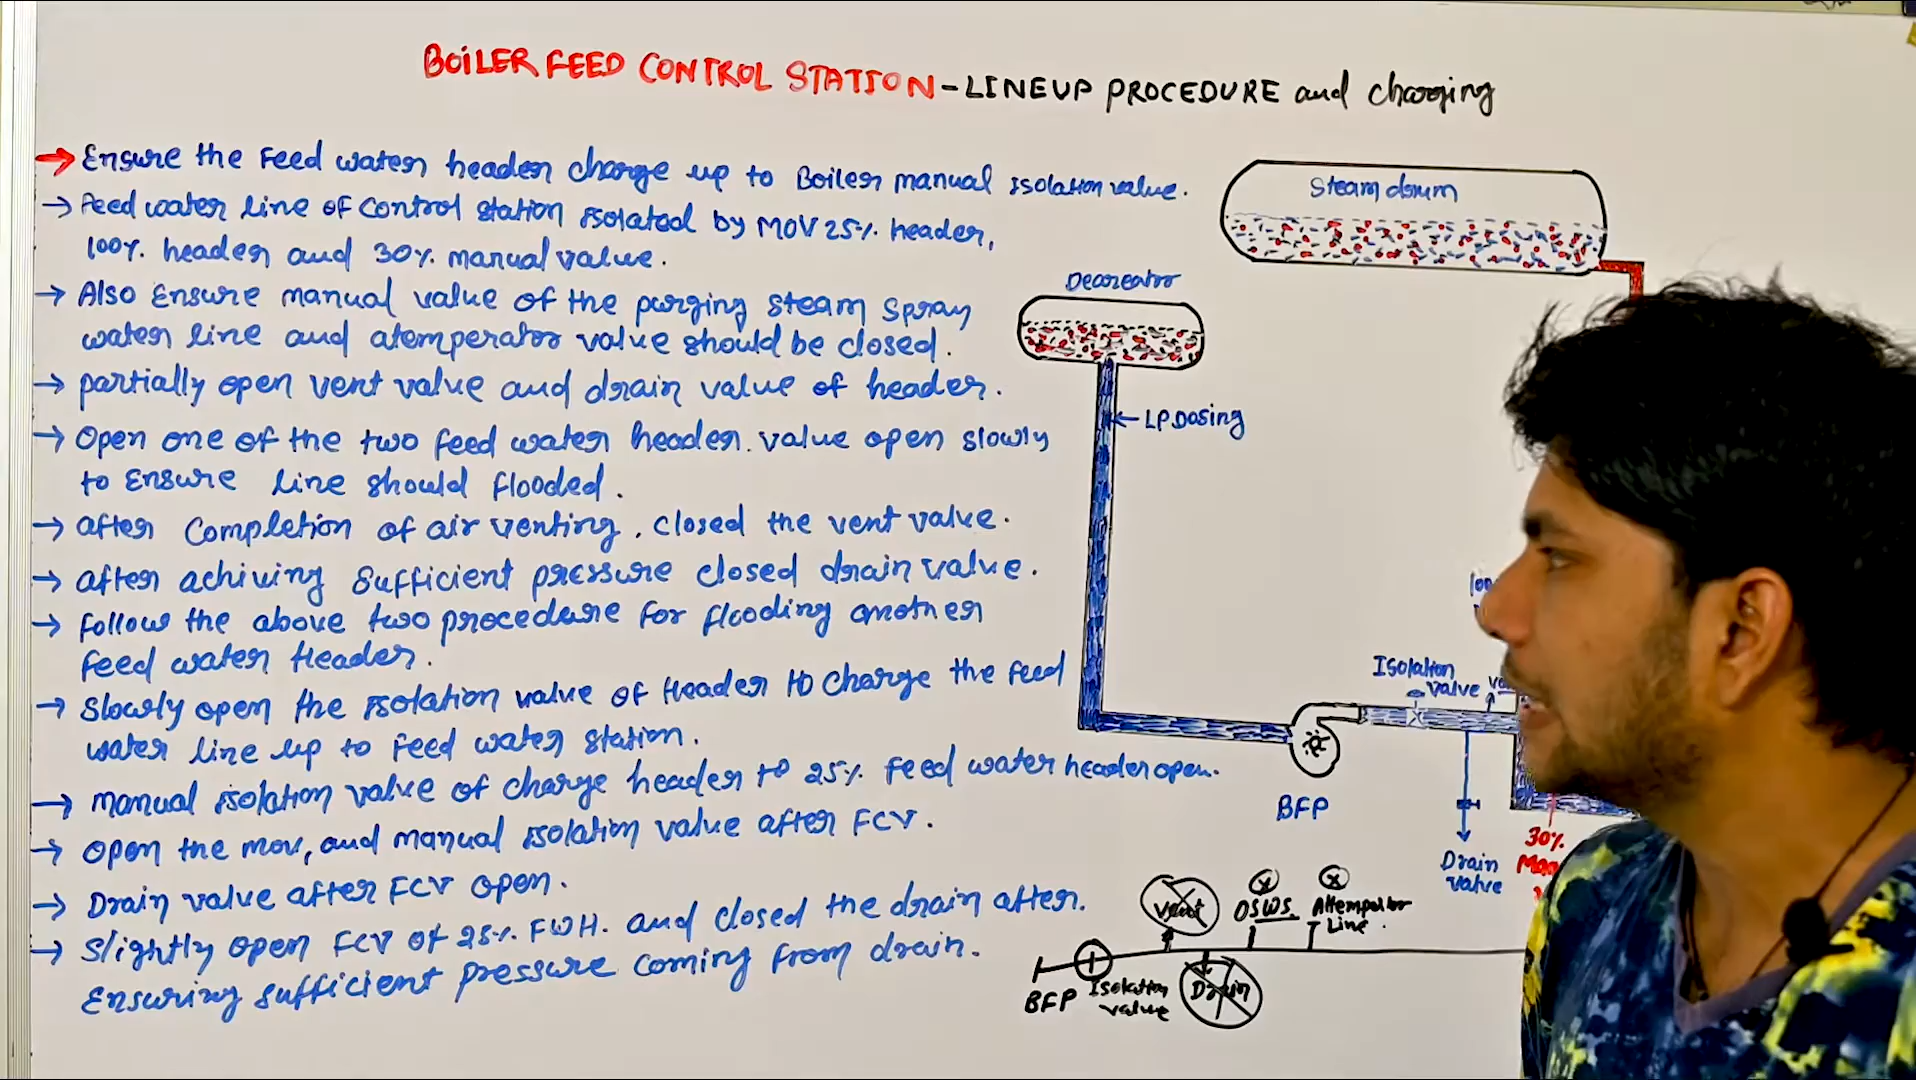 BOILER FEED CONTROL STATION - LINEUP PROCEDURE and charging
→ Ensure the Feed water header charge up to Boiler manual isolation valve.
→ Feed water line of control station isolated by MOV 25% header,
100% header and 30% manual valve.
→ Also Ensure manual valve of the purging steam spray
water line and atemperator valve should be closed.
→ partially open vent valve and drain valve of header.
→ Open one of the two feed water header valve open slowly
to Ensure line should flooded.
→ after Completion of air venting, closed the vent valve.
→ after achiving sufficient pressure closed drain valve.
→ Follow the above two procedure for flooding another
feed water Header.
→ Slowly open the isolation valve of Header to charge the feed
water line up to feed water station.
→ manual isolation valve of charge header to 25% feed water header open.
→ Open the mov, and manual isolation valve after FCV.
→ Drain valve after FCV open.
→ Slightly open FCV of 25% FWH. and closed the drain after.
Ensuring sufficient pressure coming from drain.
Steam drum
Deareator
← LP Dosing
Isolation
valve
BFP
Drain
valve
30%
vent
OSWS.
Attemperator
Line.
BFP
Isolation
valve
Drain